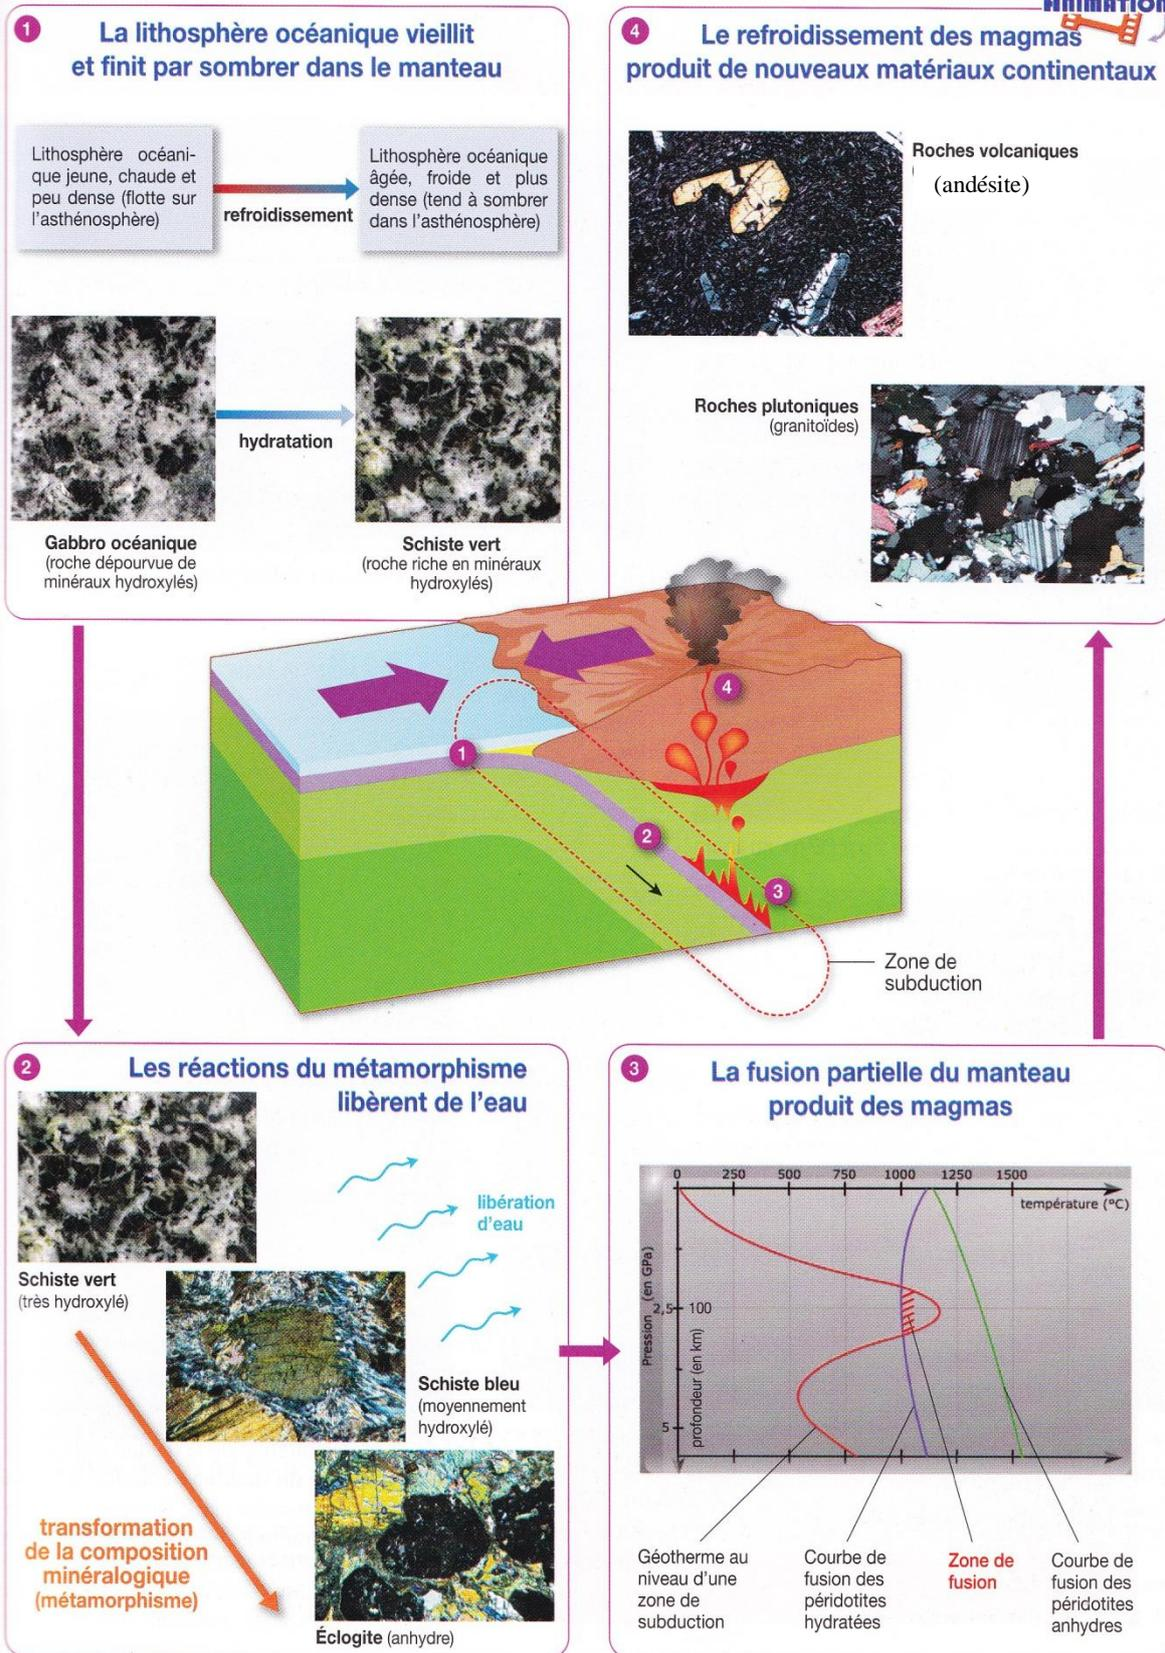 1
La lithosphère océanique vieillit
et finit par sombrer dans le manteau
Lithosphère océani-
que jeune, chaude et
peu dense (flotte sur
l'asthénosphère)
refroidissement
Lithosphère océanique
âgée, froide et plus
dense (tend à sombrer
dans l'asthénosphère)
hydratation
Gabbro océanique
(roche dépourvue de
minéraux hydroxylés)
Schiste vert
(roche riche en minéraux
hydroxylés)
ANIMATION
4
Le refroidissement des magmas
produit de nouveaux matériaux continentaux
Roches volcaniques
(andésite)
Roches plutoniques
(granitoïdes)
1
2
3
4
Zone de
subduction
2
Les réactions du métamorphisme
libèrent de l'eau
libération
d'eau
Schiste vert
(très hydroxylé)
Schiste bleu
(moyennement
hydroxylé)
transformation
de la composition
minéralogique
(métamorphisme)
Éclogite (anhydre)
3
La fusion partielle du manteau
produit des magmas
0 250 500 750 1000 1250 1500
température (°C)
Pression (en GPa)
2,5 100
profondeur (en km)
5
Géotherme au
niveau d'une
zone de
subduction
Courbe de
fusion des
péridotites
hydratées
Zone de
fusion
Courbe de
fusion des
péridotites
anhydres